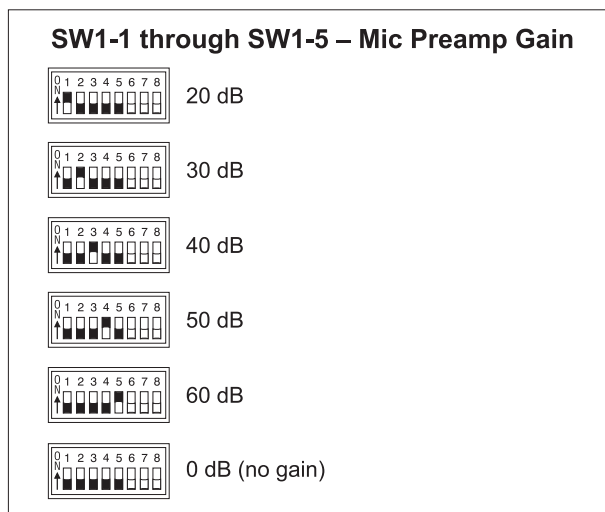 SW1-1 through SW1-5 – Mic Preamp Gain
ON 1 2 3 4 5 6 7 8 20 dB
ON 1 2 3 4 5 6 7 8 30 dB
ON 1 2 3 4 5 6 7 8 40 dB
ON 1 2 3 4 5 6 7 8 50 dB
ON 1 2 3 4 5 6 7 8 60 dB
ON 1 2 3 4 5 6 7 8 0 dB (no gain)